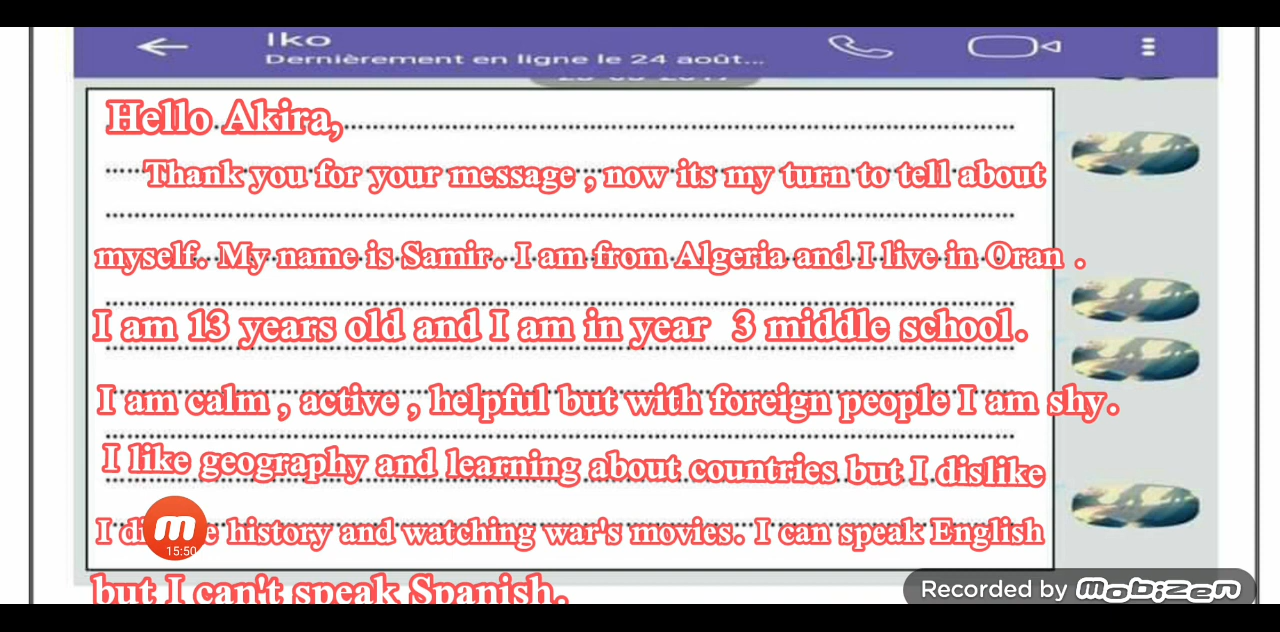 Iko
Dernièrement en ligne le 24 août...
Hello Akira,
Thank you for your message , now its my turn to tell about
myself. My name is Samir. I am from Algeria and I live in Oran .
I am 13 years old and I am in year 3 middle school.
I am calm , active , helpful but with foreign people I am shy.
I like geography and learning about countries but I dislike
I history and watching war's movies. I can speak English
15:50
but I can't speak Spanish.
Recorded by Mobizen